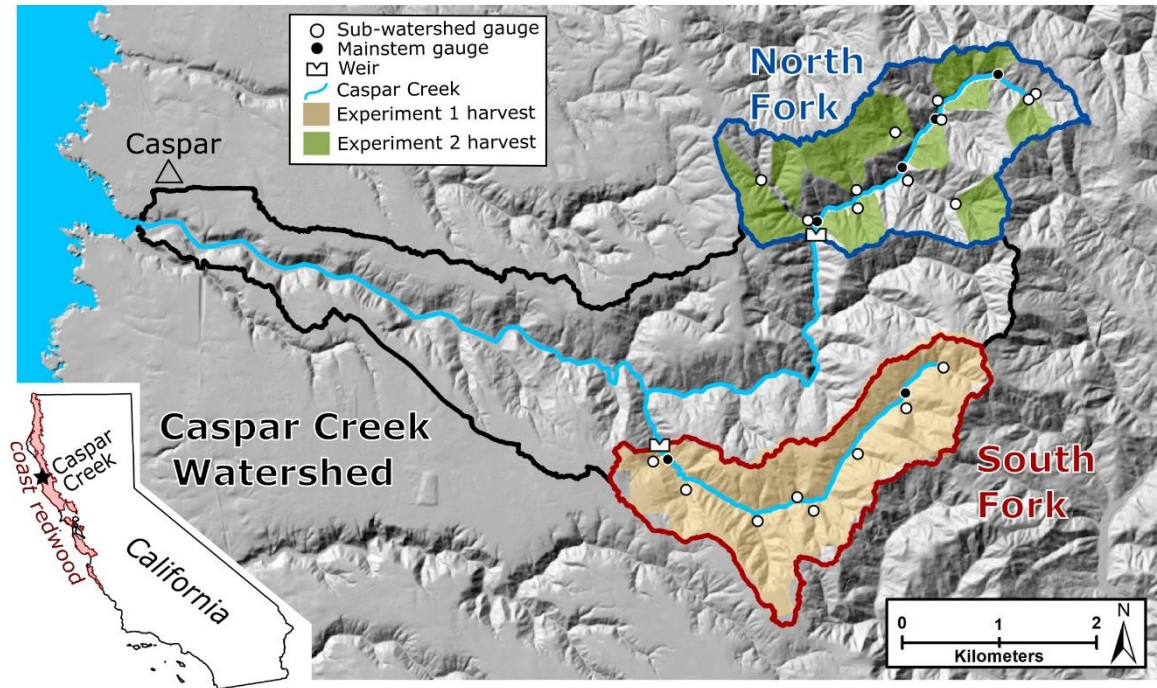 Sub-watershed gauge
Mainstem gauge
Weir
Caspar Creek
Experiment 1 harvest
Experiment 2 harvest
North
Fork
Caspar
Caspar Creek
Watershed
South
Fork
Caspar
Creek
coast redwood
California
N
0 1 2
Kilometers